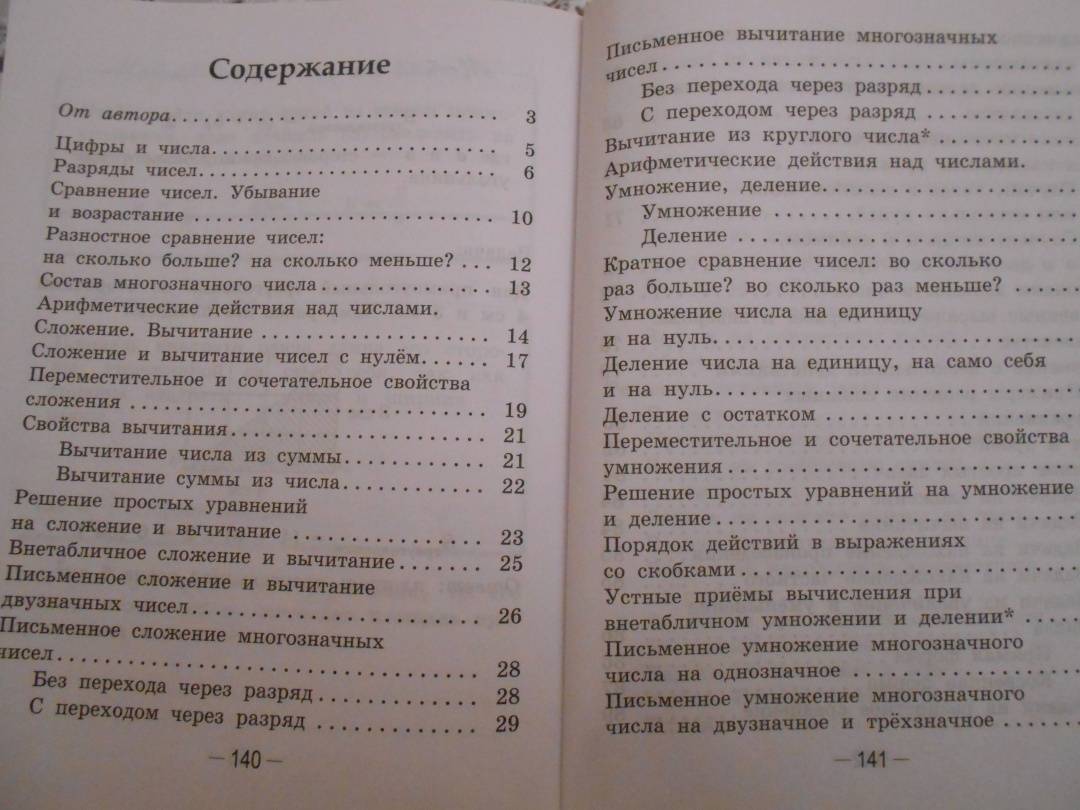 Содержание
От автора. . . . . . . . . . . . . . . . . . . . . . . . . . . . . . 3
Цифры и числа. . . . . . . . . . . . . . . . . . . . . . . . . . 5
Разряды чисел. . . . . . . . . . . . . . . . . . . . . . . . . . 6
Сравнение чисел. Убывание
и возрастание . . . . . . . . . . . . . . . . . . . . . . . . . . 10
Разностное сравнение чисел:
на сколько больше? на сколько меньше? . . . 12
Состав многозначного числа . . . . . . . . . . . . . . 13
Арифметические действия над числами.
Сложение. Вычитание . . . . . . . . . . . . . . . . . . . 14
Сложение и вычитание чисел с нулём. . . . . . 17
Переместительное и сочетательное свойства
сложения . . . . . . . . . . . . . . . . . . . . . . . . . . . . . 19
Свойства вычитания. . . . . . . . . . . . . . . . . . . . . 21
Вычитание числа из суммы. . . . . . . . . . . . 21
Вычитание суммы из числа. . . . . . . . . . . . 22
Решение простых уравнений
на сложение и вычитание . . . . . . . . . . . . . . . . 23
Внетабличное сложение и вычитание . . . . . . . 25
Письменное сложение и вычитание
двузначных чисел . . . . . . . . . . . . . . . . . . . . . . . 26
Письменное сложение многозначных
чисел. . . . . . . . . . . . . . . . . . . . . . . . . . . . . . . . . 28
Без перехода через разряд . . . . . . . . . . . . . 28
С переходом через разряд . . . . . . . . . . . . . 29
— 140 —
Письменное вычитание многозначных
чисел. . . . . . . . . . . . . . . . . . . . . . . . . . . .
Без перехода через разряд . . . . . . . . . . .
С переходом через разряд . . . . . . . . . . .
Вычитание из круглого числа* . . . . . . . . . . .
Арифметические действия над числами.
Умножение, деление. . . . . . . . . . . . . . . . . . .
Умножение . . . . . . . . . . . . . . . . . . . . . .
Деление . . . . . . . . . . . . . . . . . . . . . . . .
Кратное сравнение чисел: во сколько
раз больше? во сколько раз меньше? . . . . . .
Умножение числа на единицу
и на нуль. . . . . . . . . . . . . . . . . . . . . . . . . .
Деление числа на единицу, на само себя
и на нуль. . . . . . . . . . . . . . . . . . . . . . . . . .
Деление с остатком . . . . . . . . . . . . . . . . . . .
Переместительное и сочетательное свойства
умножения . . . . . . . . . . . . . . . . . . . . . . . . .
Решение простых уравнений на умножение
и деление. . . . . . . . . . . . . . . . . . . . . . . . . .
Порядок действий в выражениях
со скобками. . . . . . . . . . . . . . . . . . . . . . . .
Устные приёмы вычисления при
внетабличном умножении и делении* . . . . . .
Письменное умножение многозначного
числа на однозначное . . . . . . . . . . . . . . . . .
Письменное умножение многозначного
числа на двузначное и трёхзначное . . . . . . . .
— 141 —